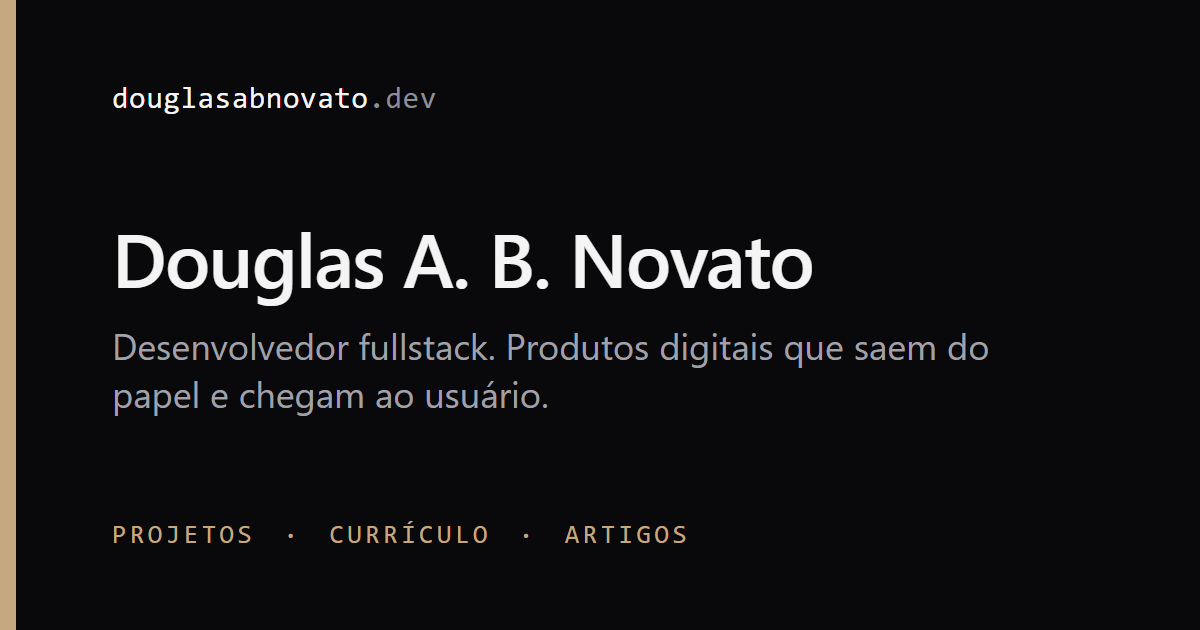 douglasabnovato.dev
Douglas A. B. Novato
Desenvolvedor fullstack. Produtos digitais que saem do
papel e chegam ao usuário.
PROJETOS · CURRÍCULO · ARTIGOS